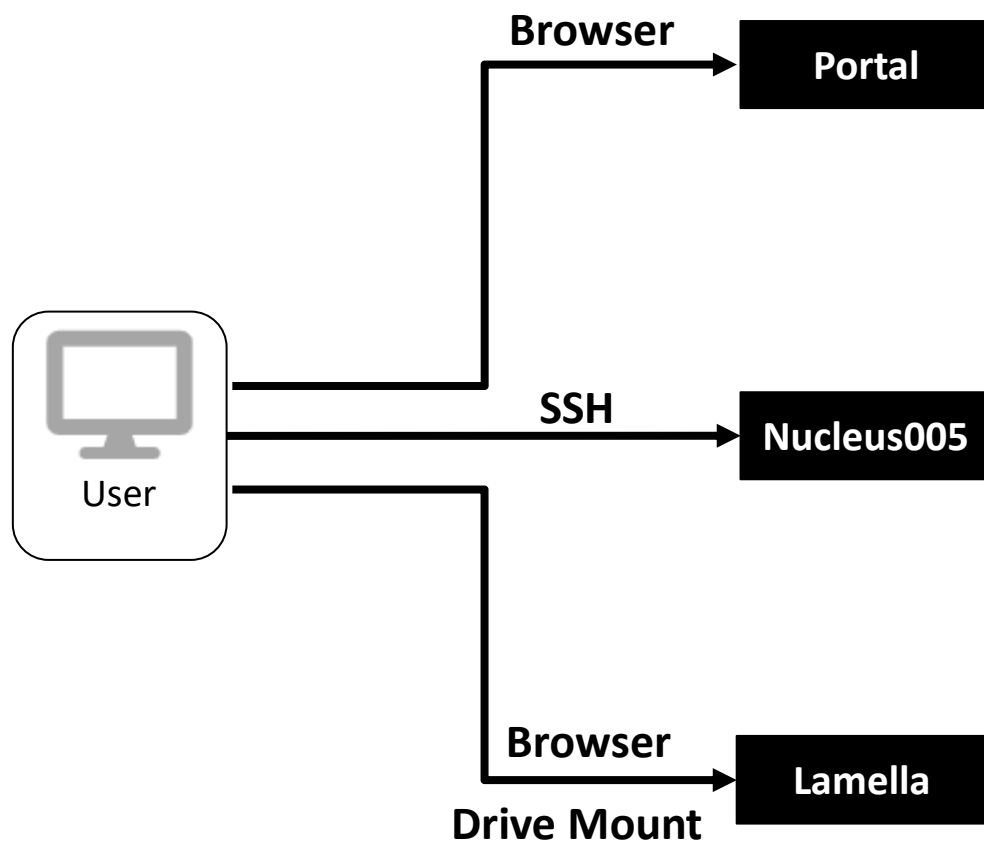 Browser
Portal
SSH
Nucleus005
User
Browser
Lamella
Drive Mount